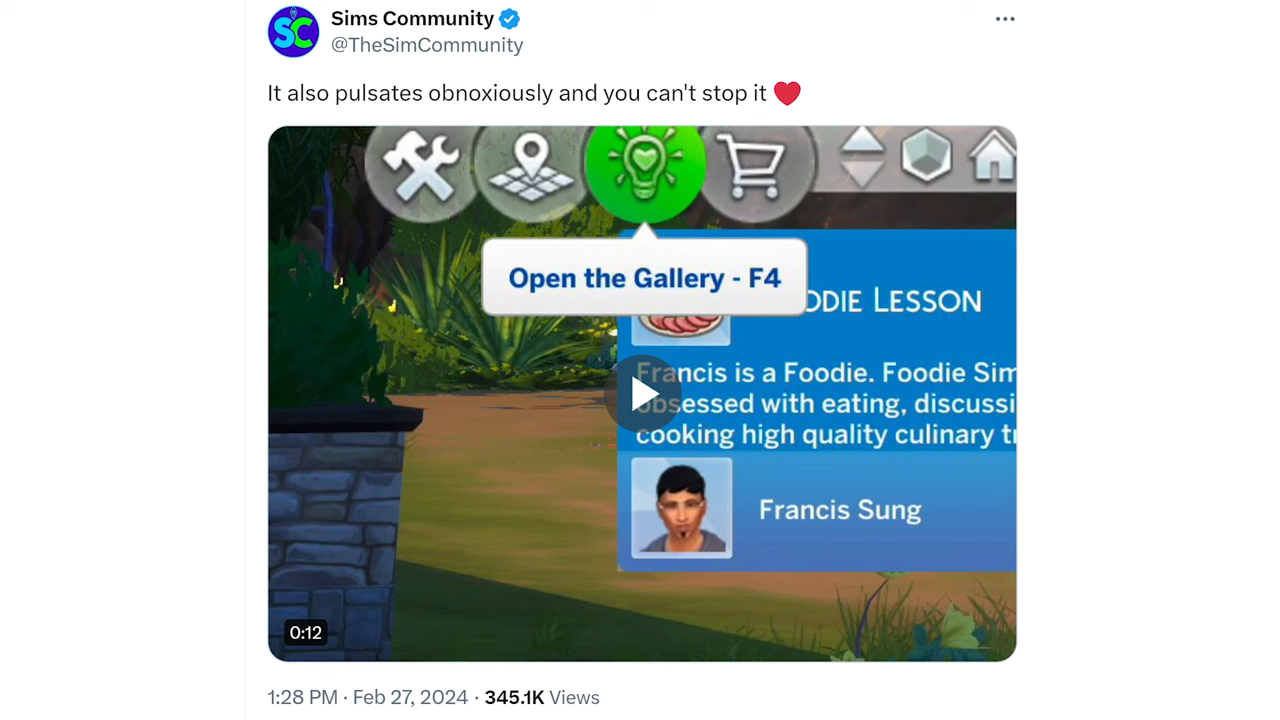 SC
Sims Community
@TheSimCommunity
It also pulsates obnoxiously and you can't stop it ❤️
Open the Gallery - F4
ODIE LESSON
Francis is a Foodie. Foodie Sim
obsessed with eating, discussi
cooking high quality culinary tr
Francis Sung
0:12
1:28 PM · Feb 27, 2024 · 345.1K Views